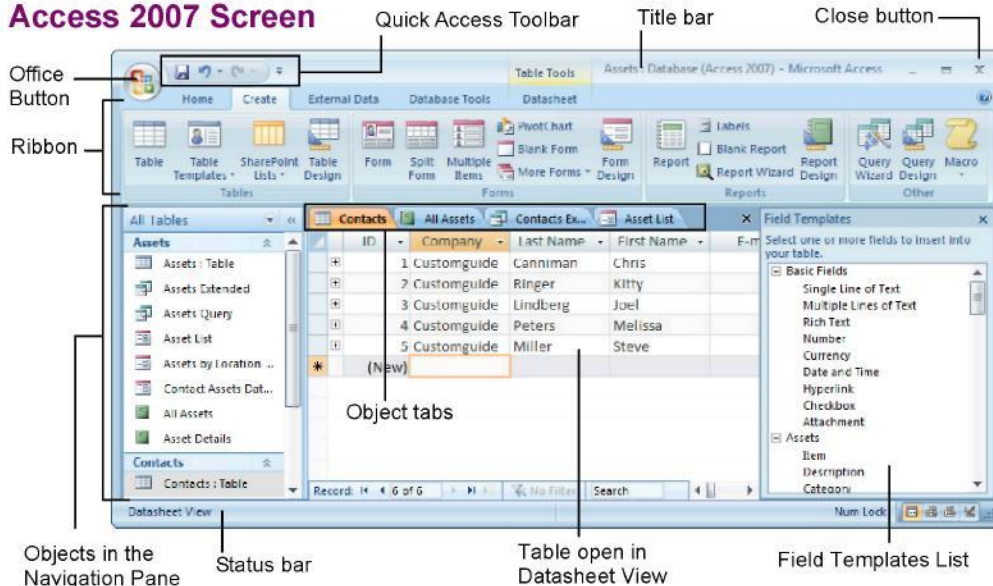 Access 2007 Screen
Quick Access Toolbar
Title bar
Close button
Office
Button
Table Tools
Assets : Database (Access 2007) - Microsoft Access
Ribbon
Home Create External Data Database Tools Datasheet
Table
Table
Templates
SharePoint
Lists
Table
Design
Tables
Form
Split
Form
Multiple
Items
PivotChart
Blank Form
More Forms
Form
Design
Forms
Report
Labels
Blank Report
Report Wizard
Report
Design
Reports
Query
Wizard
Query
Design
Macro
Other
All Tables
Assets
Assets : Table
Assets Extended
Assets Query
Asset List
Assets by Location ...
Contact Assets Dat...
All Assets
Asset Details
Contacts
Contacts : Table
Contacts All Assets Contacts Ex... Asset List
ID Company Last Name First Name E-m
1 Customguide Canniman Chris
2 Customguide Ringer Kitty
3 Customguide Lindberg Joel
4 Customguide Peters Melissa
5 Customguide Miller Steve
(New)
Object tabs
Record: 6 of 6 No Filter Search
Field Templates
Select one or more fields to insert into
your table.
Basic Fields
Single Line of Text
Multiple Lines of Text
Rich Text
Number
Currency
Date and Time
Hyperlink
Checkbox
Attachment
Assets
Item
Description
Category
Datasheet View
Num Lock
Objects in the
Navigation Pane
Status bar
Table open in
Datasheet View
Field Templates List